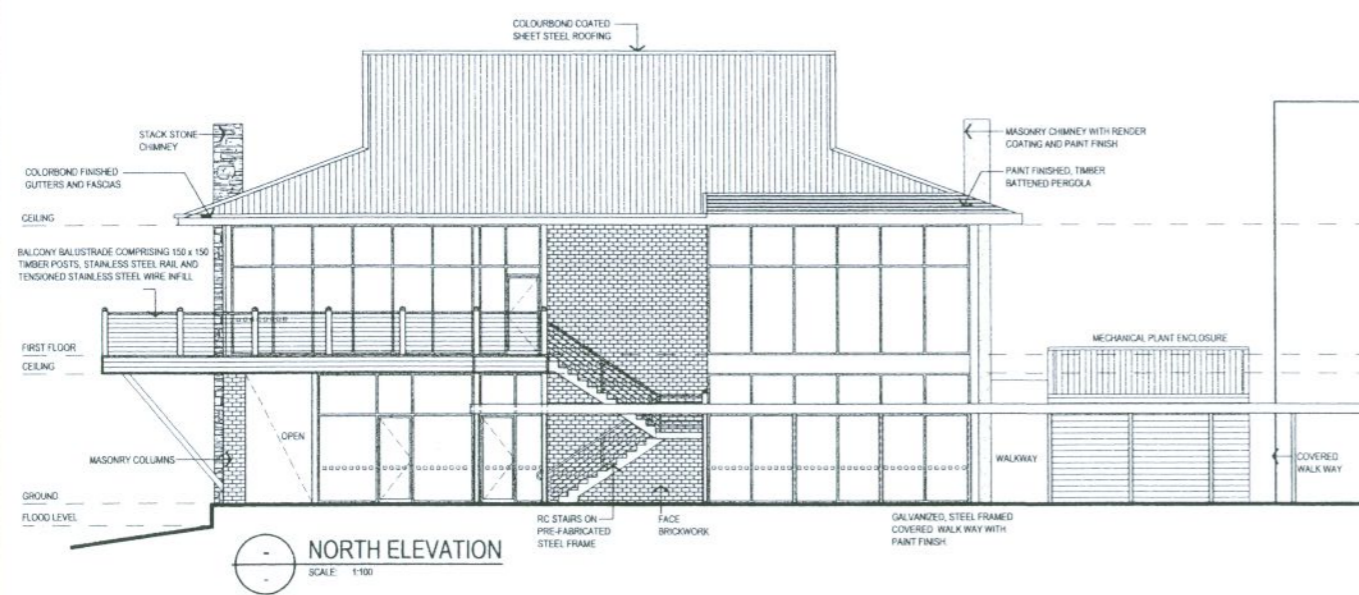 COLOURBOND COATED
SHEET STEEL ROOFING
STACK STONE
CHIMNEY
MASONRY CHIMNEY WITH RENDER
COATING AND PAINT FINISH
COLORBOND FINISHED
GUTTERS AND FASCIAS
PAINT FINISHED, TIMBER
BATTENED PERGOLA
CEILING
BALCONY BALUSTRADE COMPRISING 150 x 150
TIMBER POSTS, STAINLESS STEEL RAIL AND
TENSIONED STAINLESS STEEL WIRE INFILL
FIRST FLOOR
CEILING
MECHANICAL PLANT ENCLOSURE
OPEN
MASONRY COLUMNS
WALKWAY
COVERED
WALK WAY
GROUND
FLOOD LEVEL
RC STAIRS ON
PRE-FABRICATED
STEEL FRAME
FACE
BRICKWORK
GALVANIZED, STEEL FRAMED
COVERED WALK WAY WITH
PAINT FINISH
NORTH ELEVATION
SCALE: 1:100